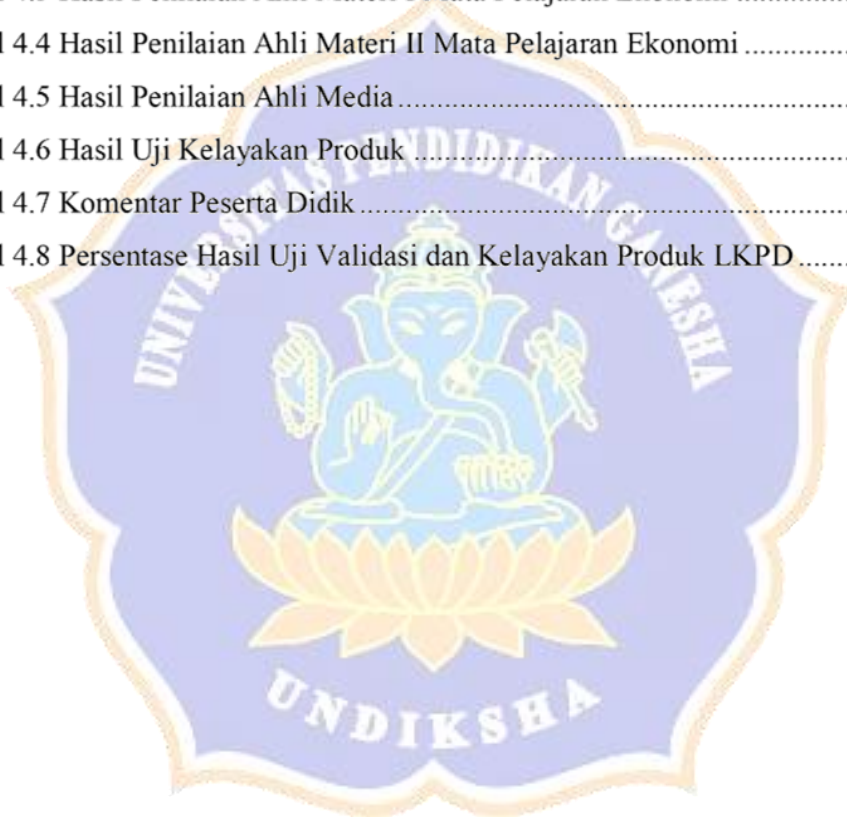 4.4 Hasil Penilaian Ahli Materi II Mata Pelajaran Ekonomi ..............
4.5 Hasil Penilaian Ahli Media ..............................................................
4.6 Hasil Uji Kelayakan Produk ............................................................
4.7 Komentar Peserta Didik ...................................................................
4.8 Persentase Hasil Uji Validasi dan Kelayakan Produk LKPD .......
UNIVERSITAS PENDIDIKAN GANESHA
UNDIKSHA